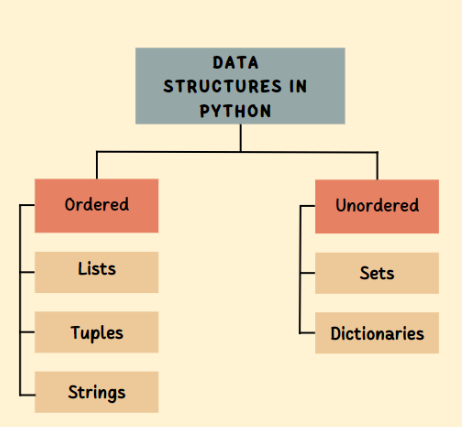 DATA
STRUCTURES IN
PYTHON
Ordered
Lists
Tuples
Strings
Unordered
Sets
Dictionaries